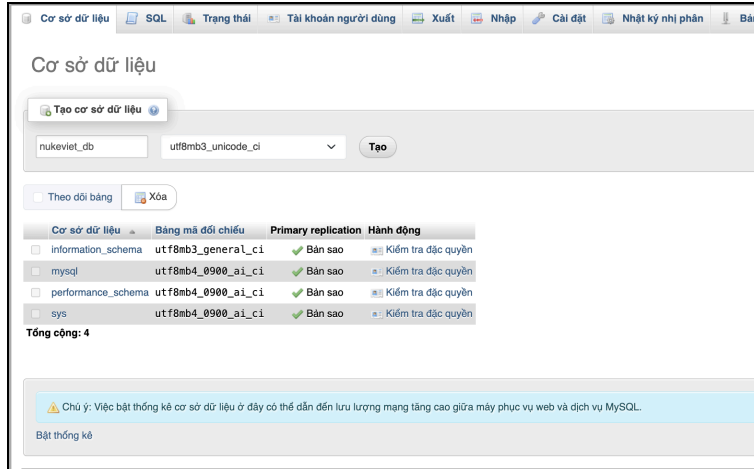 Cơ sở dữ liệu SQL Trạng thái Tài khoản người dùng Xuất Nhập Cài đặt Nhật ký nhị phân
Cơ sở dữ liệu
Tạo cơ sở dữ liệu
nukeviet_db utf8mb3_unicode_ci Tạo
Theo dõi bảng Xóa
Cơ sở dữ liệu Bảng mã đối chiếu Primary replication Hành động
information_schema utf8mb3_general_ci Bản sao Kiểm tra đặc quyền
mysql utf8mb4_0900_ai_ci Bản sao Kiểm tra đặc quyền
performance_schema utf8mb4_0900_ai_ci Bản sao Kiểm tra đặc quyền
sys utf8mb4_0900_ai_ci Bản sao Kiểm tra đặc quyền
Tổng cộng: 4
Chú ý: Việc bật thống kê cơ sở dữ liệu ở đây có thể dẫn đến lưu lượng mạng tăng cao giữa máy phục vụ web và dịch vụ MySQL.
Bật thống kê